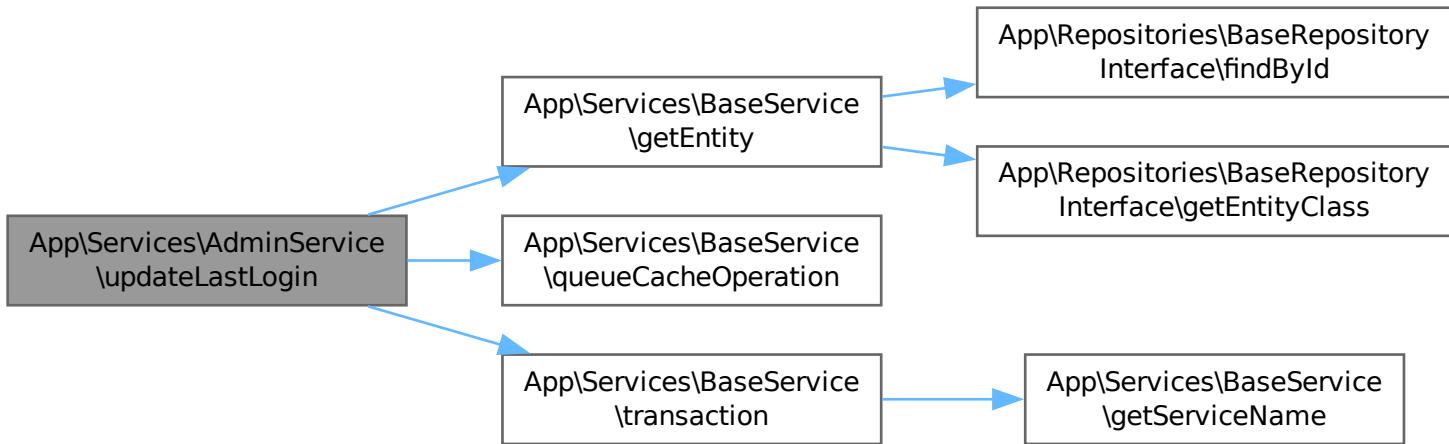 App\Services\AdminService
\updateLastLogin
App\Services\BaseService
\getEntity
App\Repositories\BaseRepository
Interface\findById
App\Repositories\BaseRepository
Interface\getEntityClass
App\Services\BaseService
\queueCacheOperation
App\Services\BaseService
\transaction
App\Services\BaseService
\getServiceName